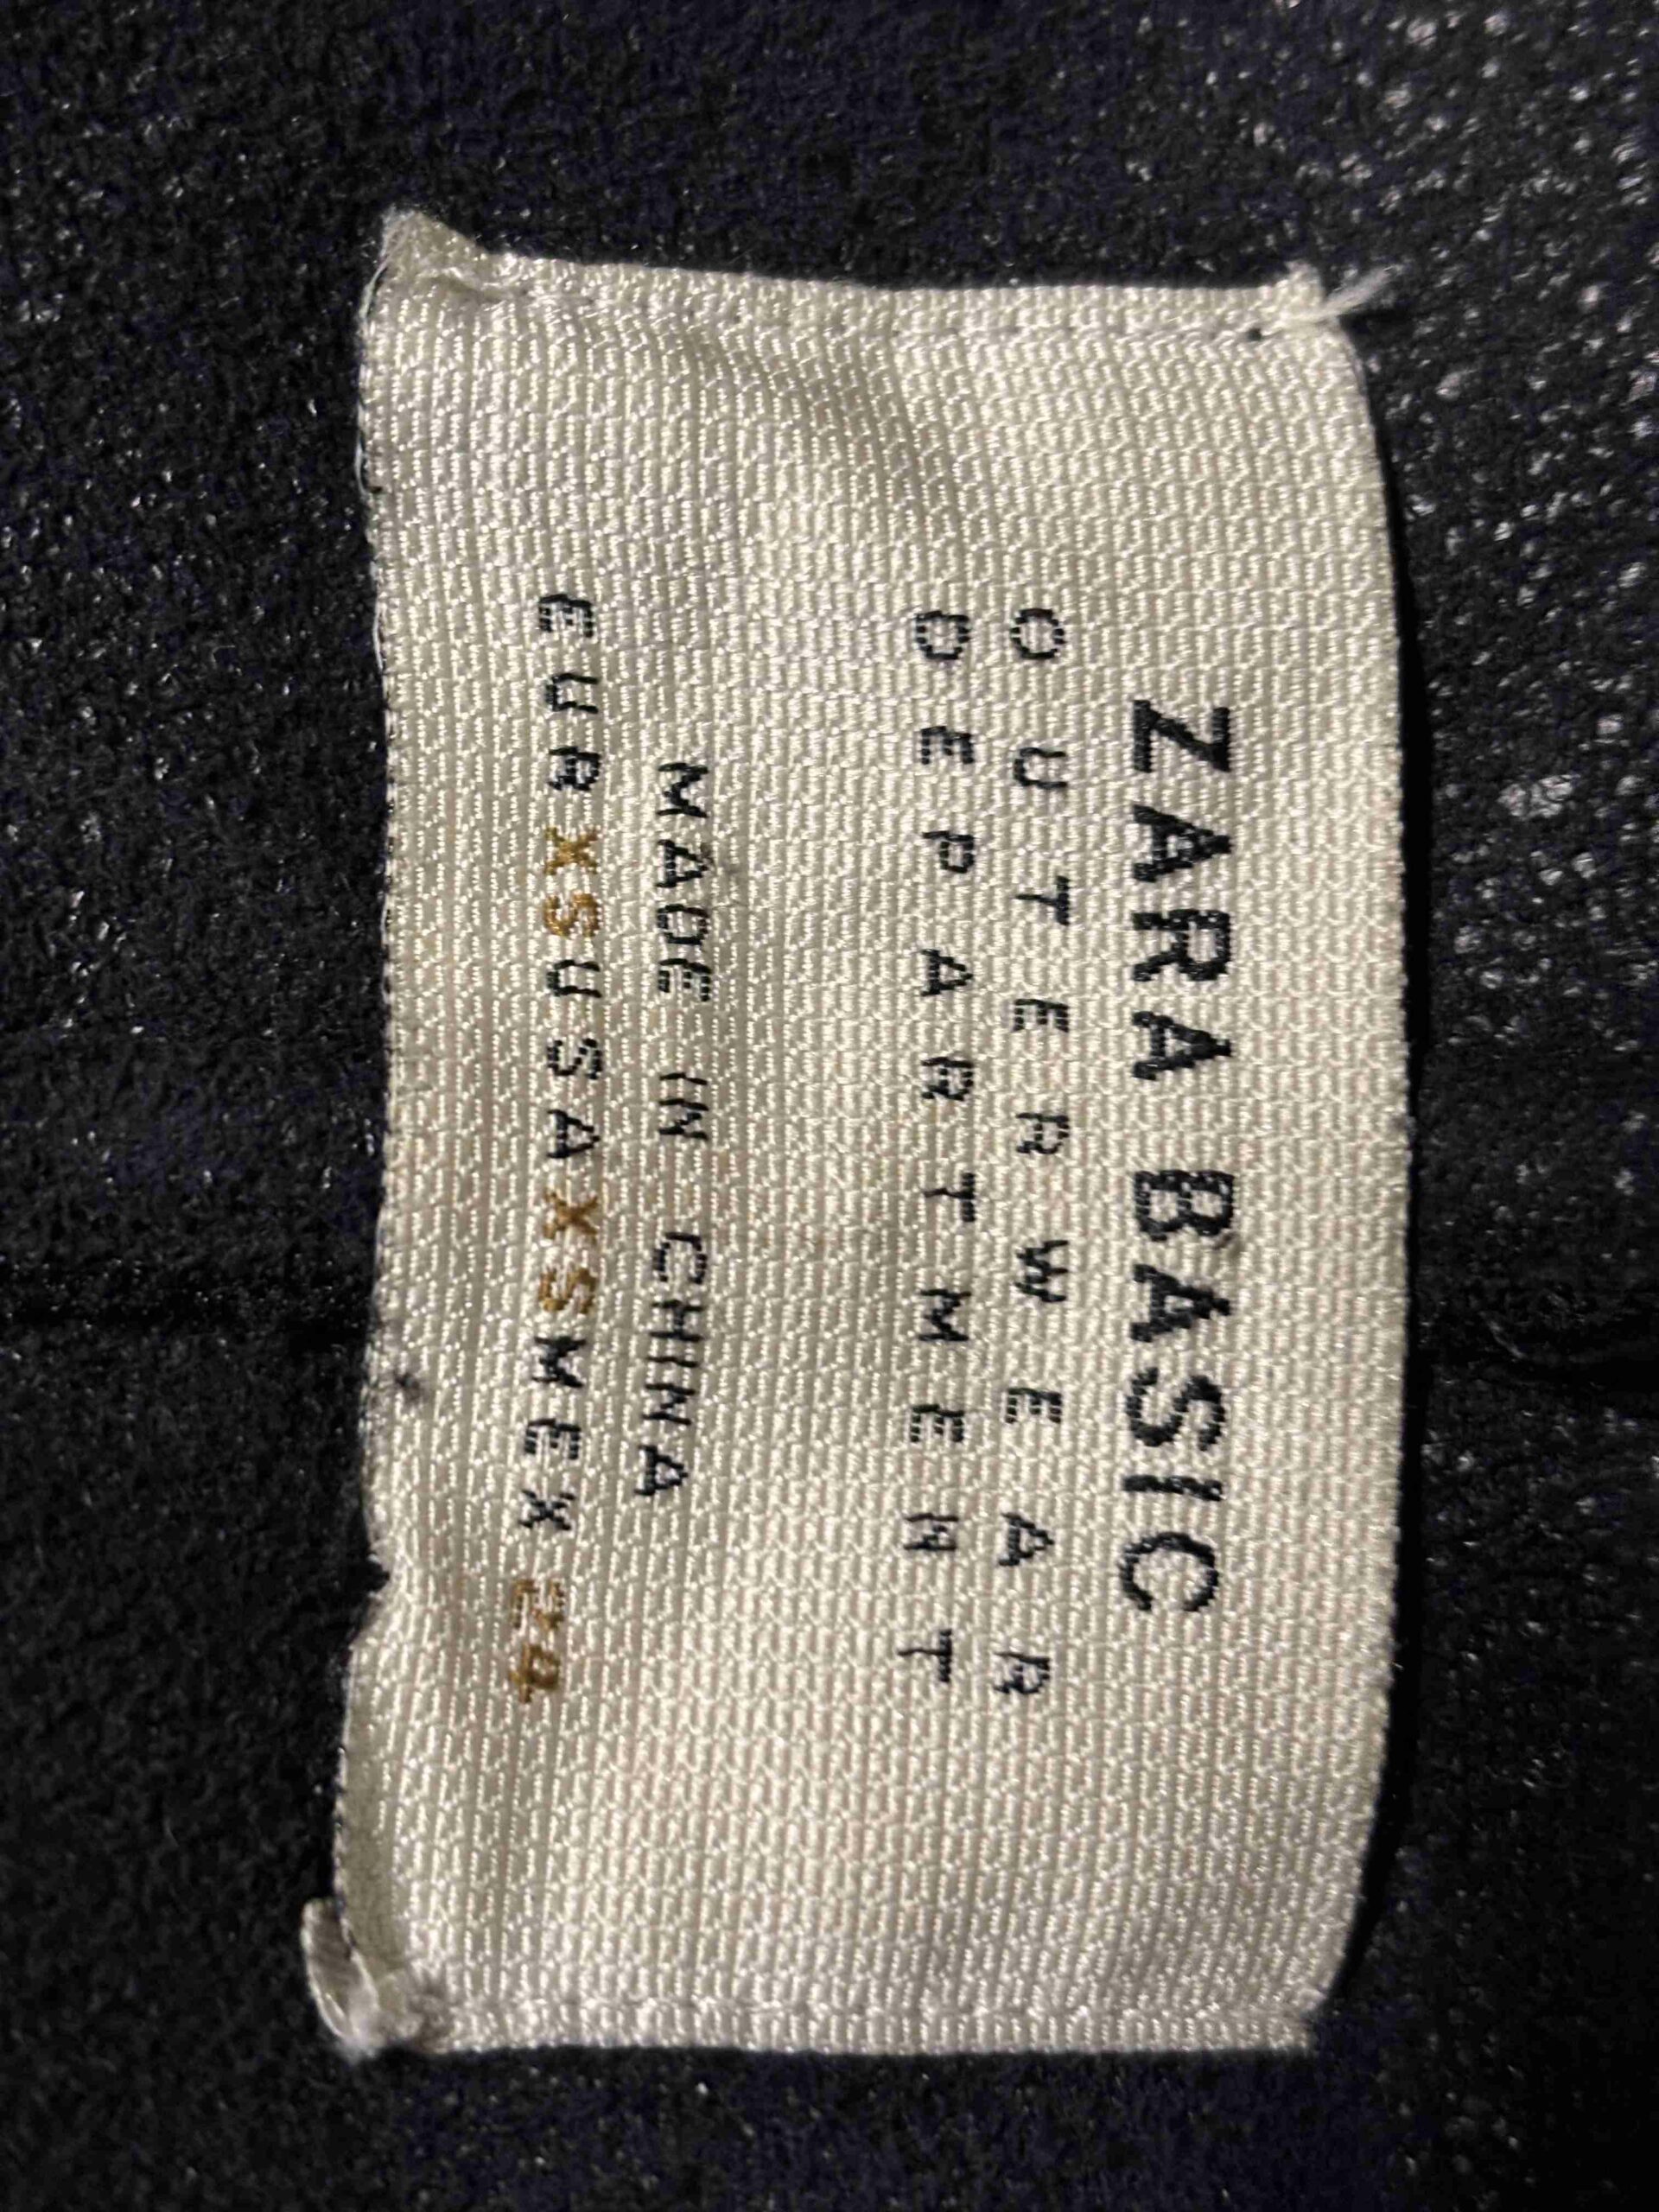 ZARA BASIC
OUTERWEAR
DEPARTMENT
MADE IN CHINA
EUR XS USA XS MEX 24